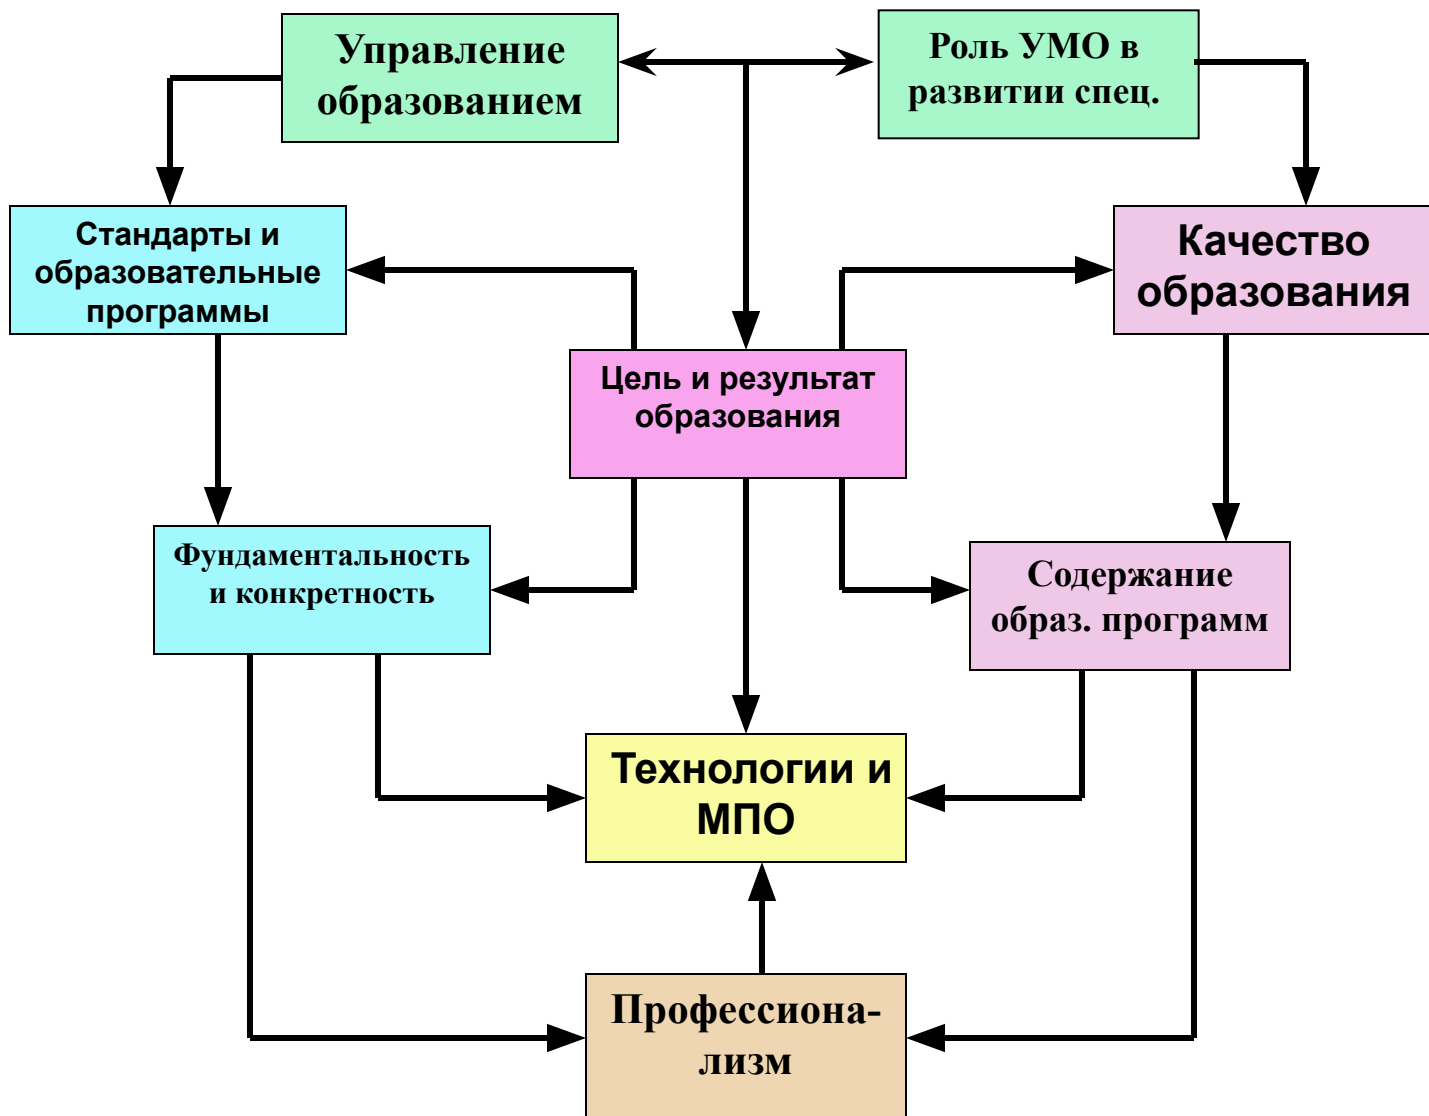 Управление
образованием
Роль УМО в
развитии спец.
Стандарты и
образовательные
программы
Качество
образования
Цель и результат
образования
Фундаментальность
и конкретность
Содержание
образ. программ
Технологии и
МПО
Профессиона-
лизм